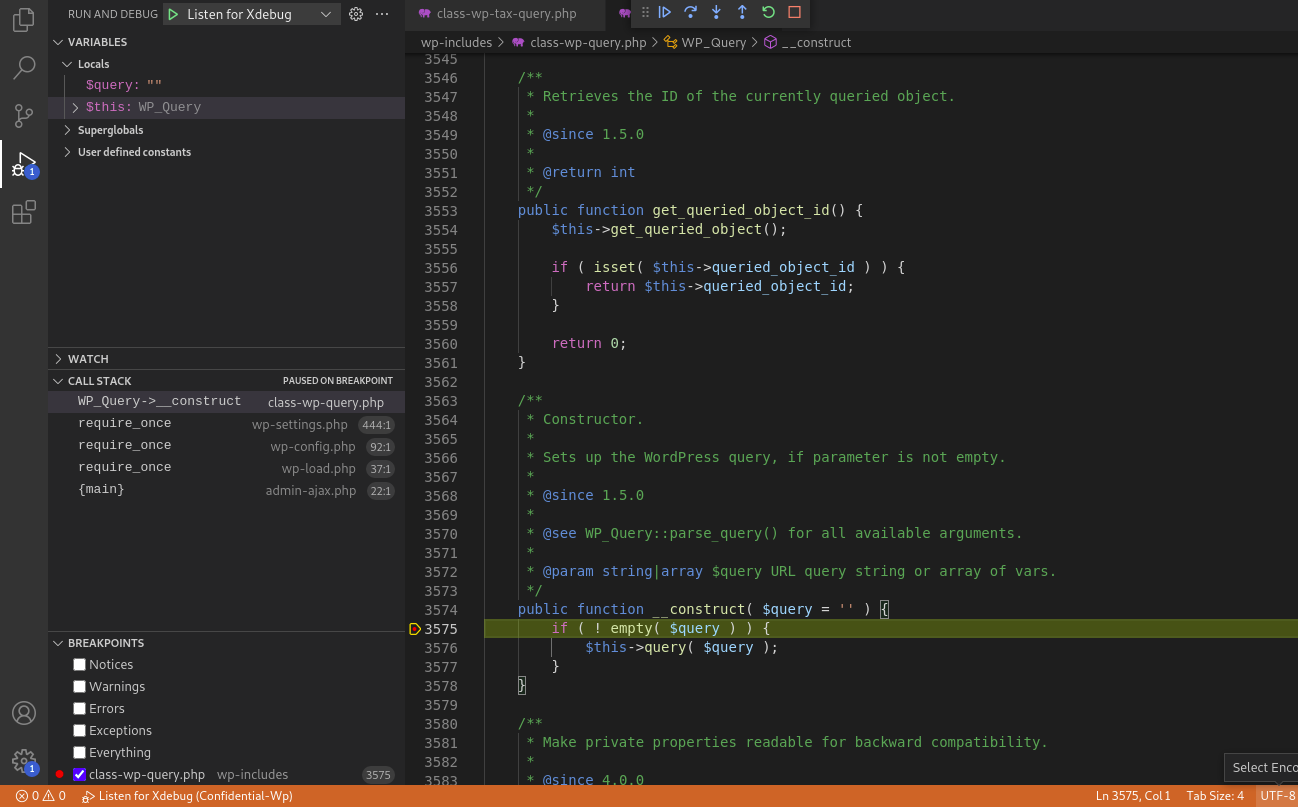 RUN AND DEBUG Listen for Xdebug
VARIABLES
Locals
$query: ""
$this: WP_Query
Superglobals
User defined constants
WATCH
CALL STACK PAUSED ON BREAKPOINT
WP_Query->__construct class-wp-query.php
require_once wp-settings.php 444:1
require_once wp-config.php 92:1
require_once wp-load.php 37:1
{main} admin-ajax.php 22:1
BREAKPOINTS
Notices
Warnings
Errors
Exceptions
Everything
class-wp-query.php wp-includes 3575
1
1
class-wp-tax-query.php
wp-includes > class-wp-query.php > WP_Query > __construct
3545
3546 /**
3547 * Retrieves the ID of the currently queried object.
3548 *
3549 * @since 1.5.0
3550 *
3551 * @return int
3552 */
3553 public function get_queried_object_id() {
3554 $this->get_queried_object();
3555
3556 if ( isset( $this->queried_object_id ) ) {
3557 return $this->queried_object_id;
3558 }
3559
3560 return 0;
3561 }
3562
3563 /**
3564 * Constructor.
3565 *
3566 * Sets up the WordPress query, if parameter is not empty.
3567 *
3568 * @since 1.5.0
3569 *
3570 * @see WP_Query::parse_query() for all available arguments.
3571 *
3572 * @param string|array $query URL query string or array of vars.
3573 */
3574 public function __construct( $query = '' ) {
3575 if ( ! empty( $query ) ) {
3576 $this->query( $query );
3577 }
3578 }
3579
3580 /**
3581 * Make private properties readable for backward compatibility.
3582 *
3583 * @since 4.0.0
Select Enco
0 0 Listen for Xdebug (Confidential-Wp) Ln 3575, Col 1 Tab Size: 4 UTF-8